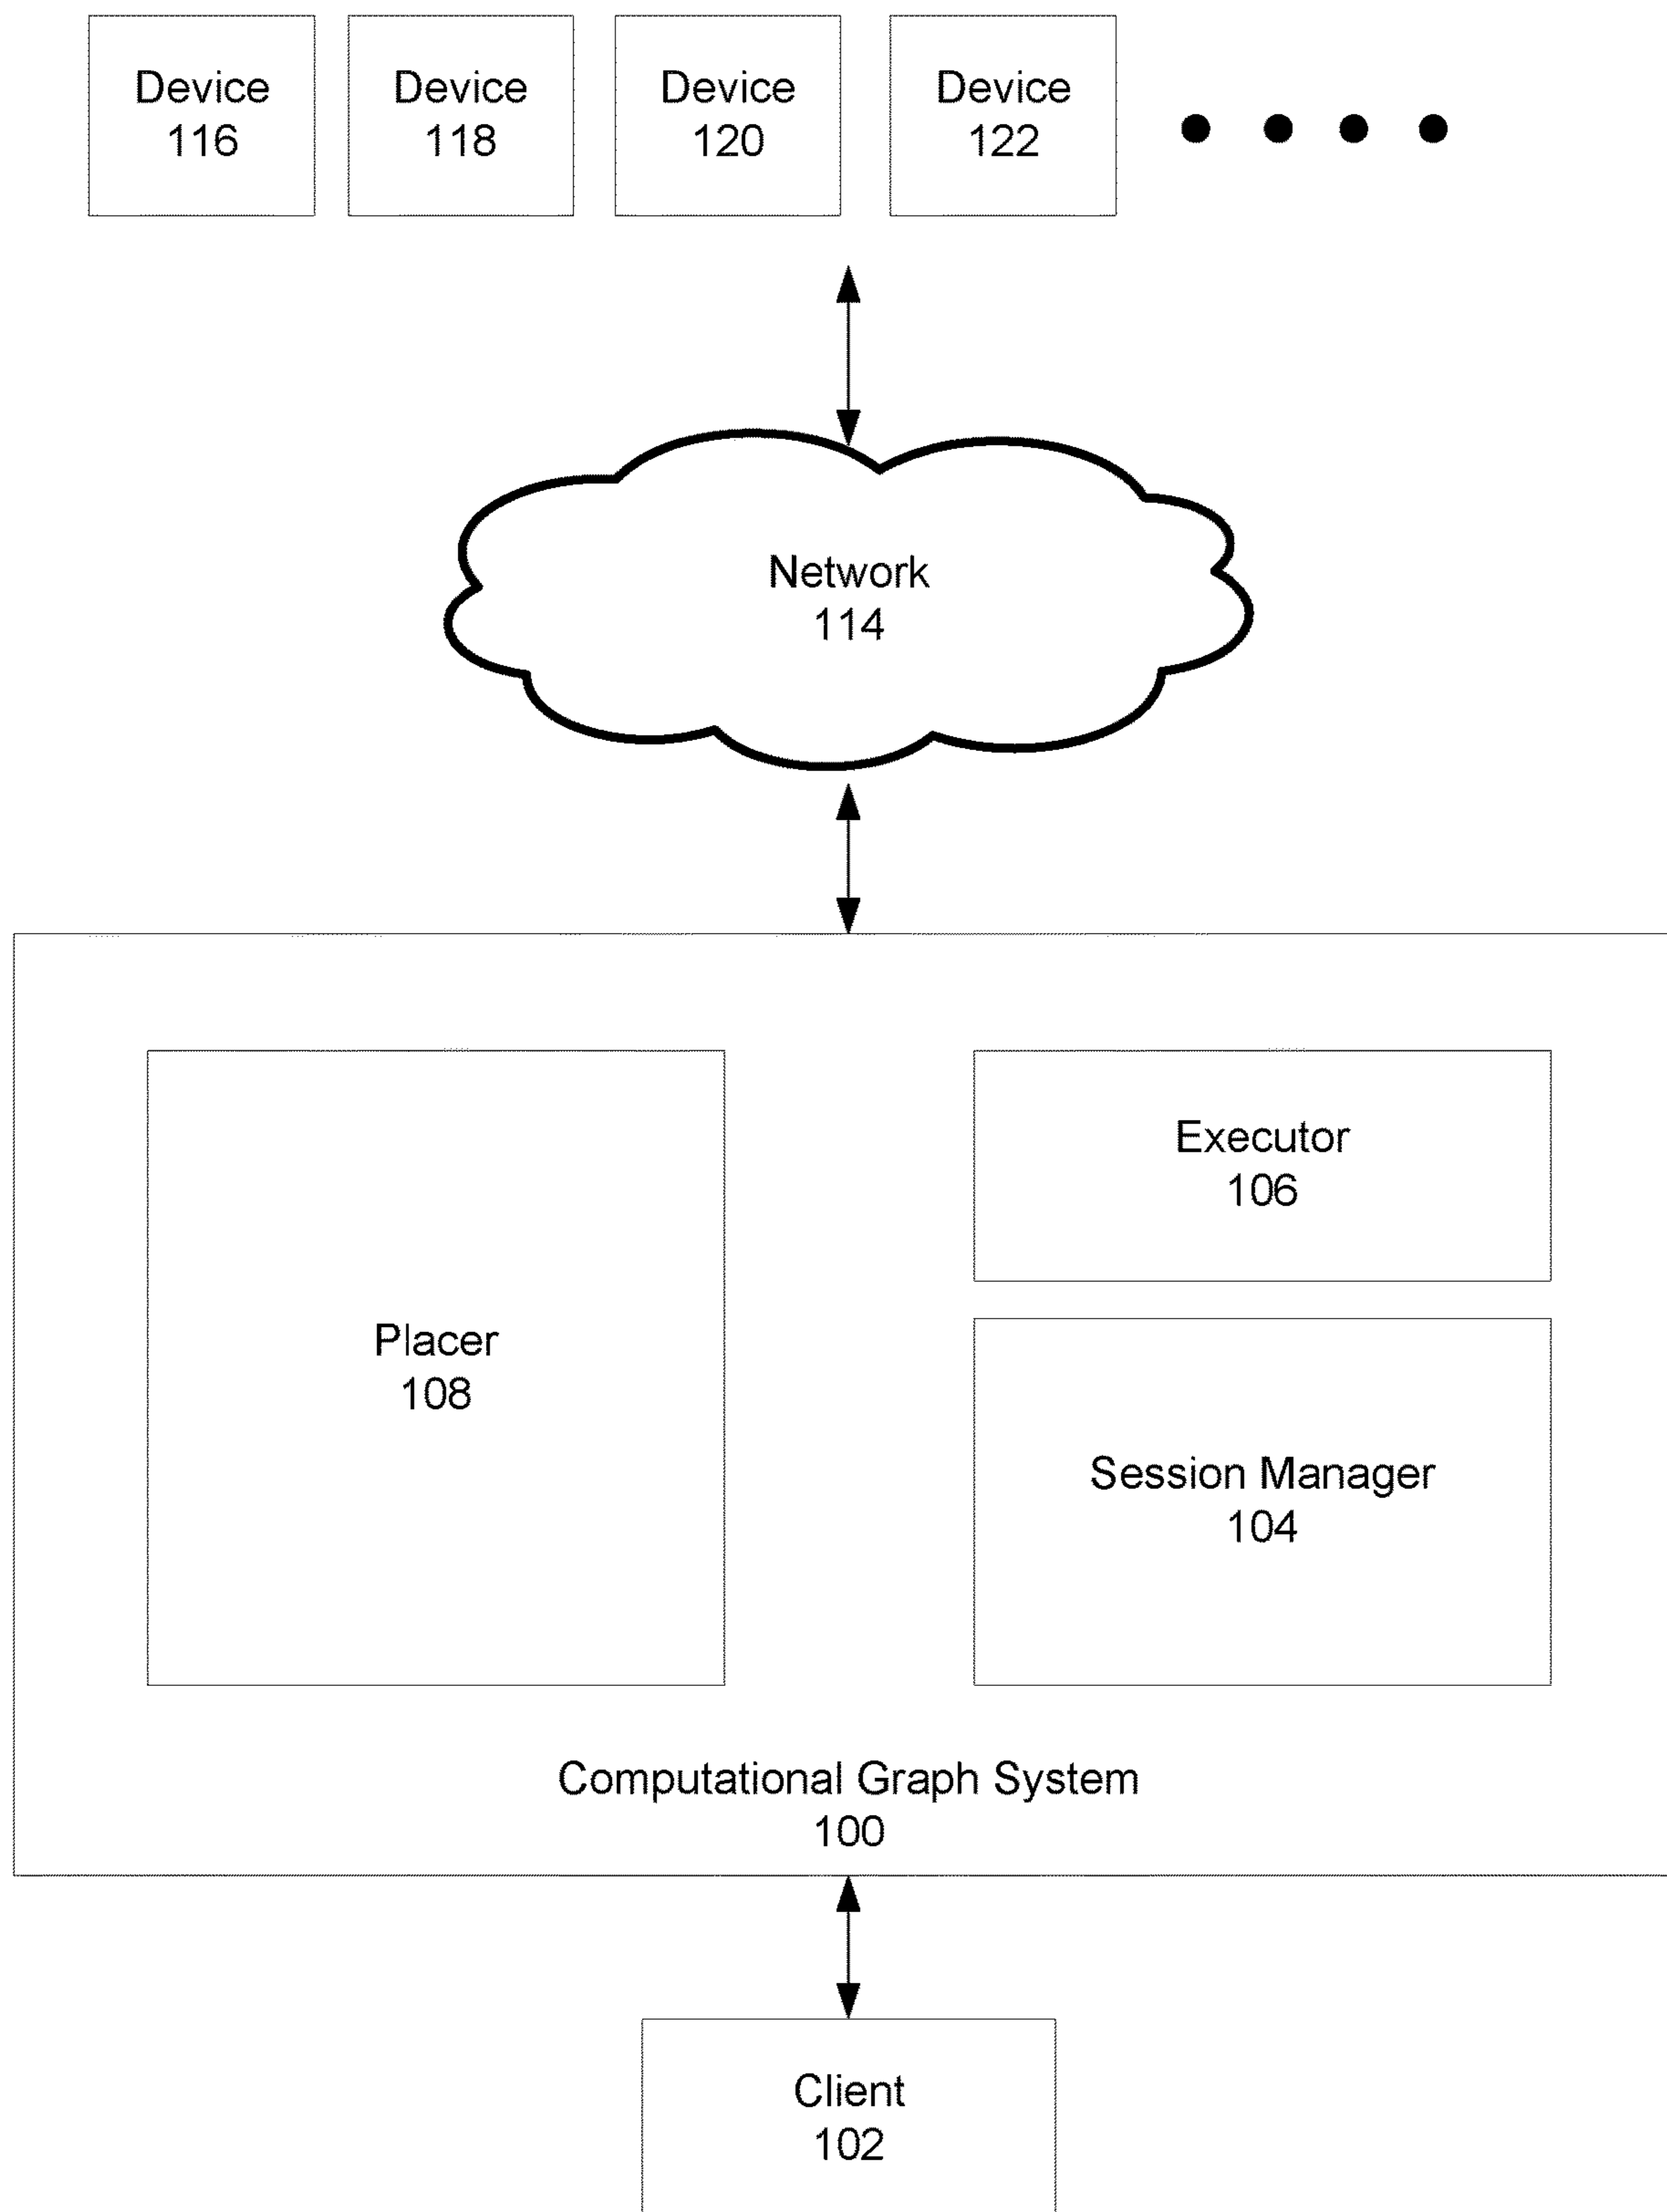 Device
116
Device
118
Device
120
Device
122
Network
114
Placer
108
Executor
106
Session Manager
104
Computational Graph System
100
Client
102